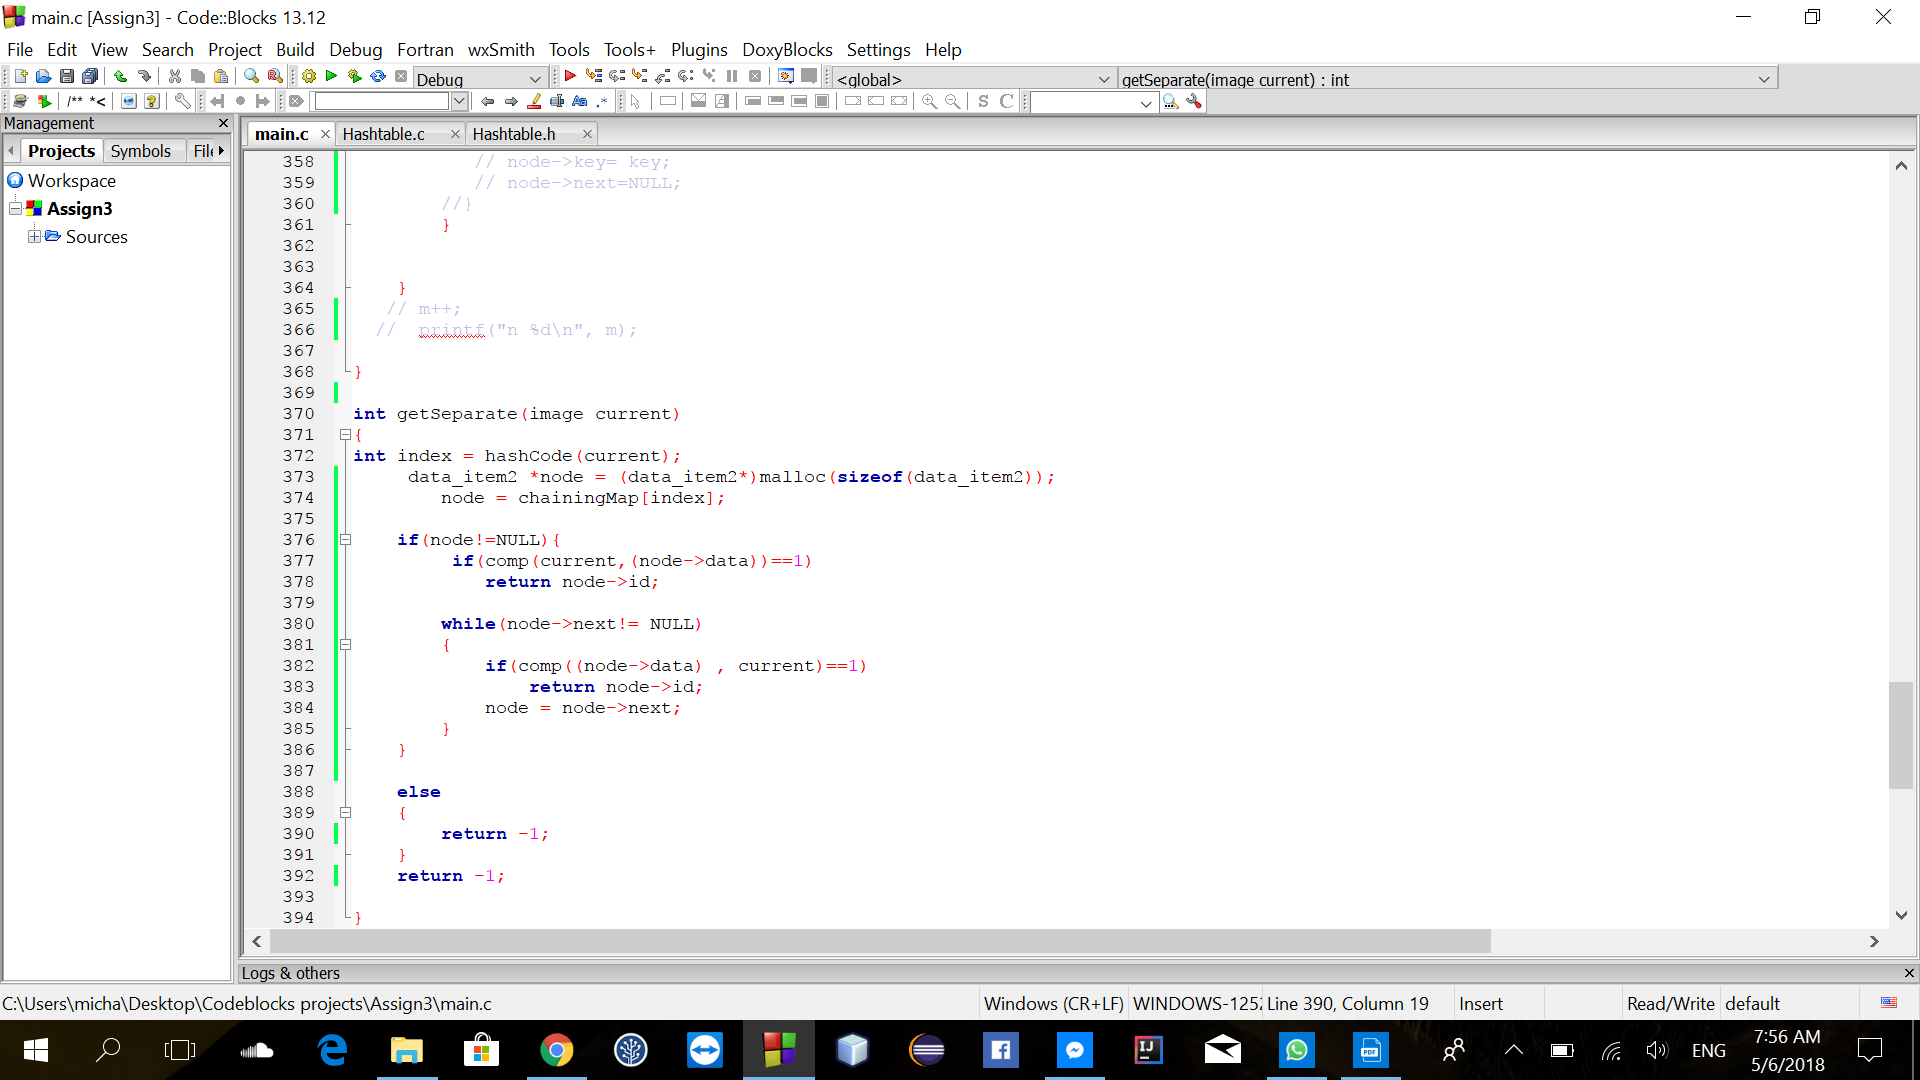 main.c [Assign3] - Code::Blocks 13.12
File Edit View Search Project Build Debug Fortran wxSmith Tools Tools+ Plugins DoxyBlocks Settings Help
Debug <global> getSeparate(image current) : int
/** *<
S C
Management
main.c Hashtable.c Hashtable.h
Projects Symbols File
Workspace
Assign3
Sources
358 // node->key= key;
359 // node->next=NULL;
360 //}
361 }
362
363
364 }
365 // m++;
366 // printf("n %d\n", m);
367
368 }
369
370 int getSeparate(image current)
371 {
372 int index = hashCode(current);
373 data_item2 *node = (data_item2*)malloc(sizeof(data_item2));
374 node = chainingMap[index];
375
376 if(node!=NULL){
377 if(comp(current,(node->data))==1)
378 return node->id;
379
380 while(node->next!= NULL)
381 {
382 if(comp((node->data) , current)==1)
383 return node->id;
384 node = node->next;
385 }
386 }
387
388 else
389 {
390 return -1;
391 }
392 return -1;
393
394 }
Logs & others
C:\Users\micha\Desktop\Codeblocks projects\Assign3\main.c Windows (CR+LF) WINDOWS-1252 Line 390, Column 19 Insert Read/Write default
ENG
7:56 AM
5/6/2018